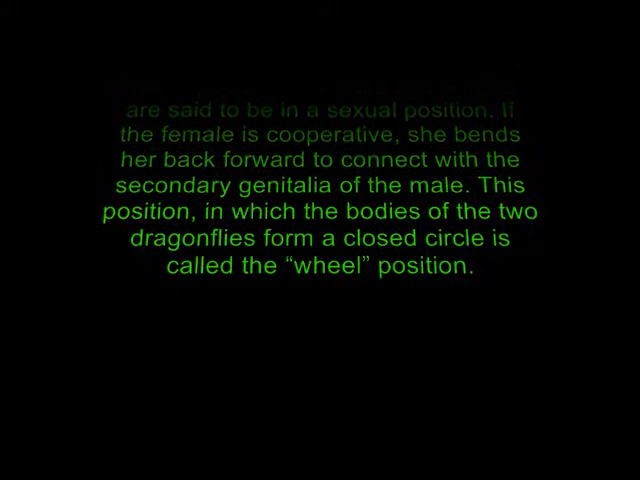 are said to be in a sexual position. If
the female is cooperative, she bends
her back forward to connect with the
secondary genitalia of the male. This
position, in which the bodies of the two
dragonflies form a closed circle is
called the “wheel” position.